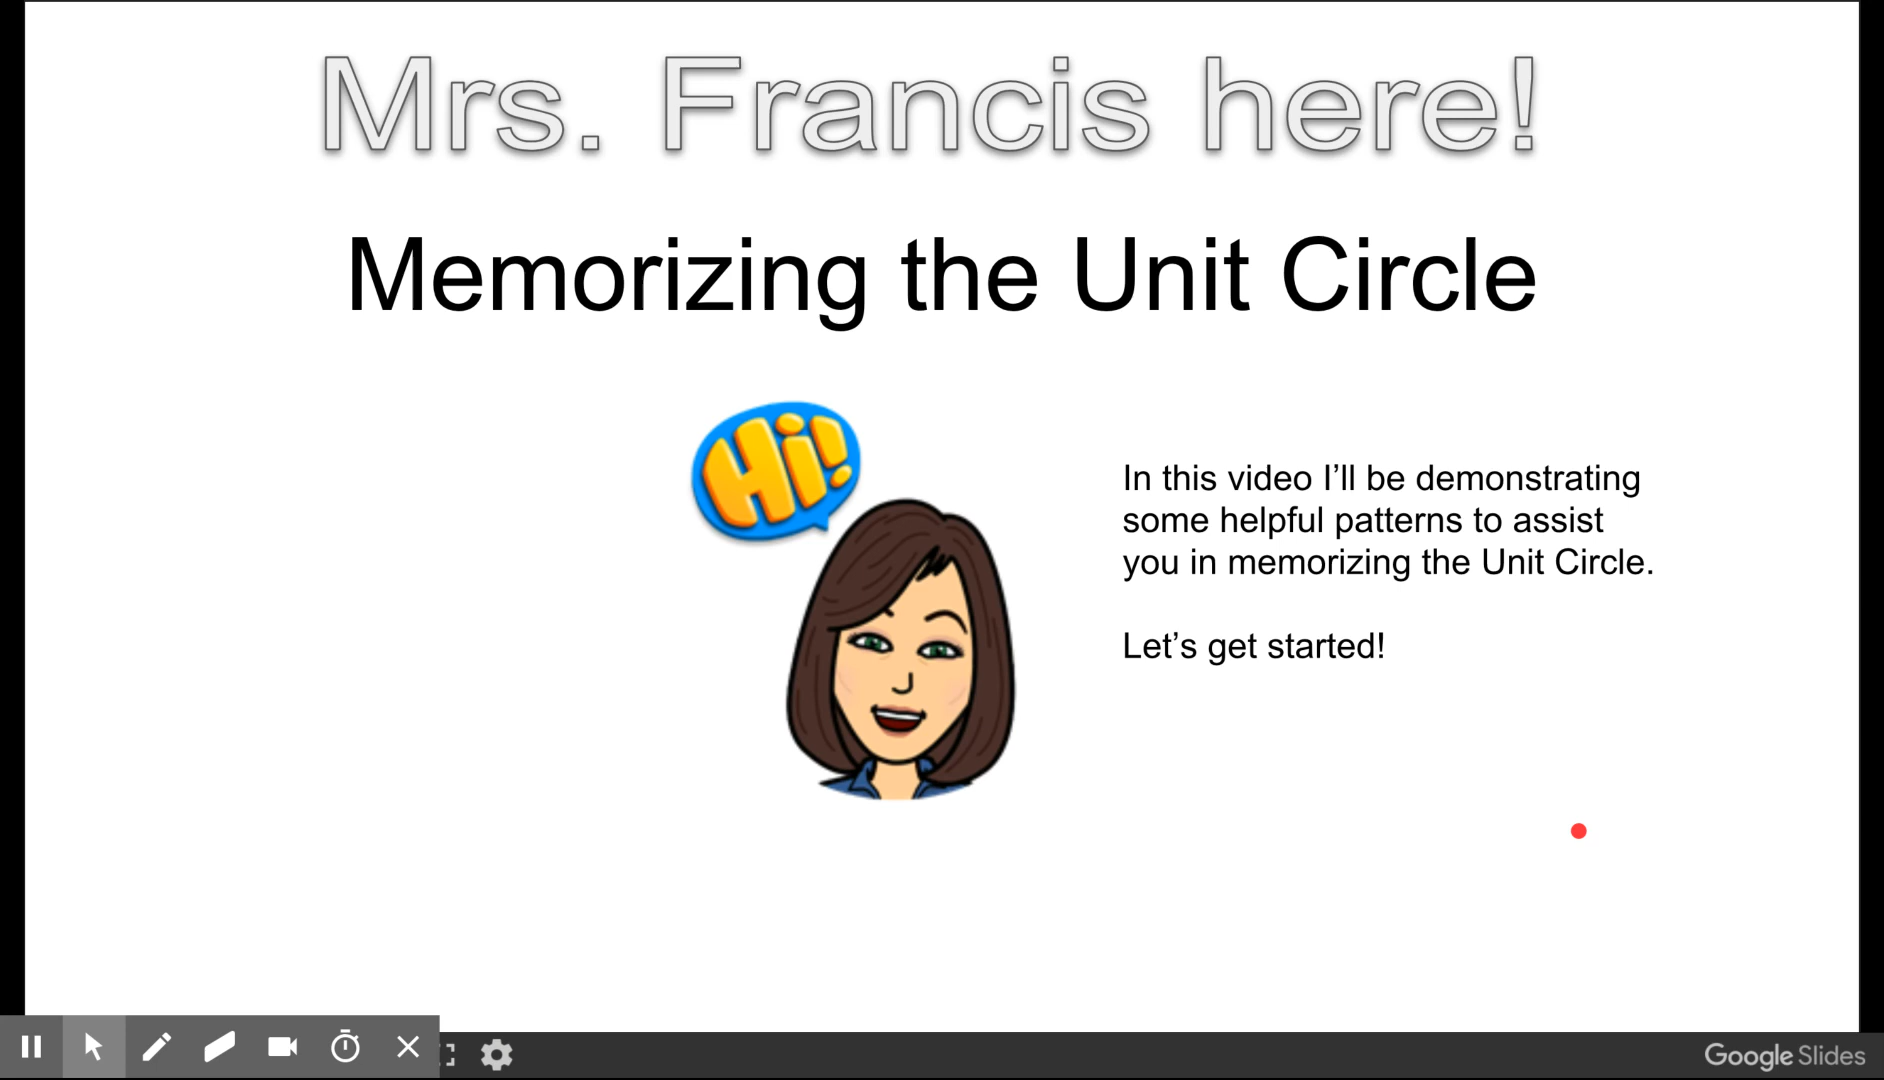 Mrs. Francis here!
Memorizing the Unit Circle
Hi!
In this video I’ll be demonstrating
some helpful patterns to assist
you in memorizing the Unit Circle.
Let’s get started!
Google Slides